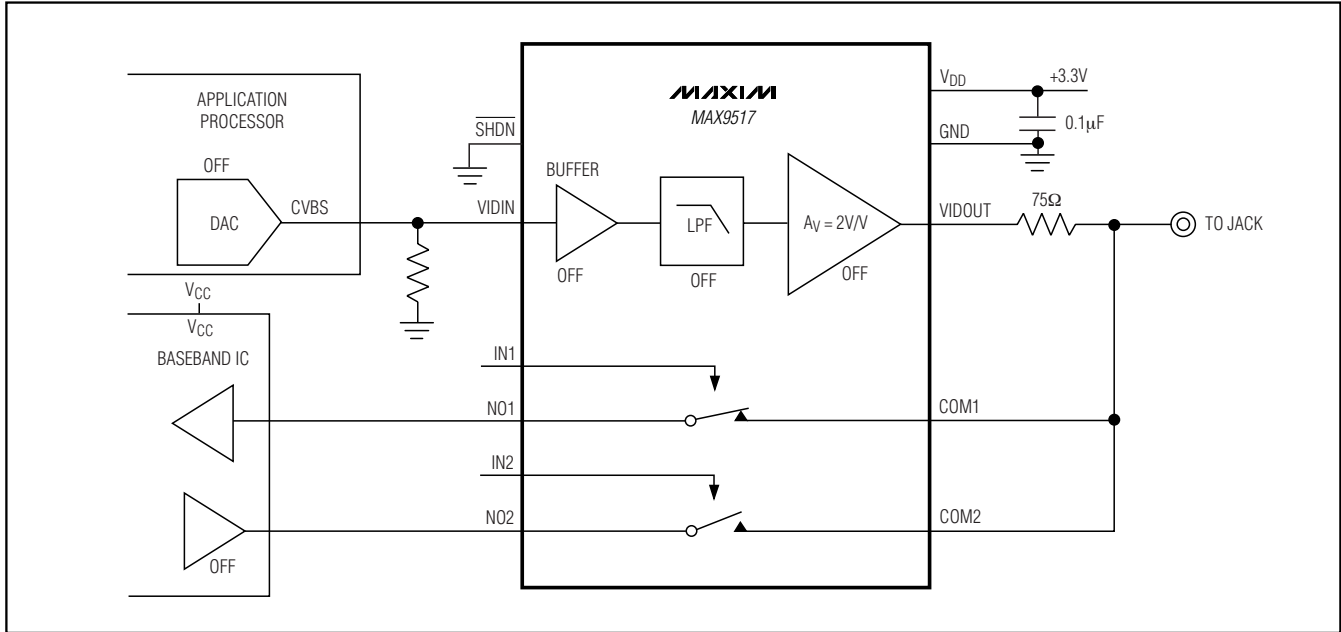 APPLICATION
PROCESSOR
OFF
DAC
CVBS
VCC
VCC
BASEBAND IC
OFF
SHDN
VIDIN
IN1
NO1
IN2
NO2
MAXIM
MAX9517
BUFFER
OFF
LPF
OFF
AV = 2V/V
OFF
VDD
+3.3V
0.1µF
GND
VIDOUT
75Ω
TO JACK
COM1
COM2